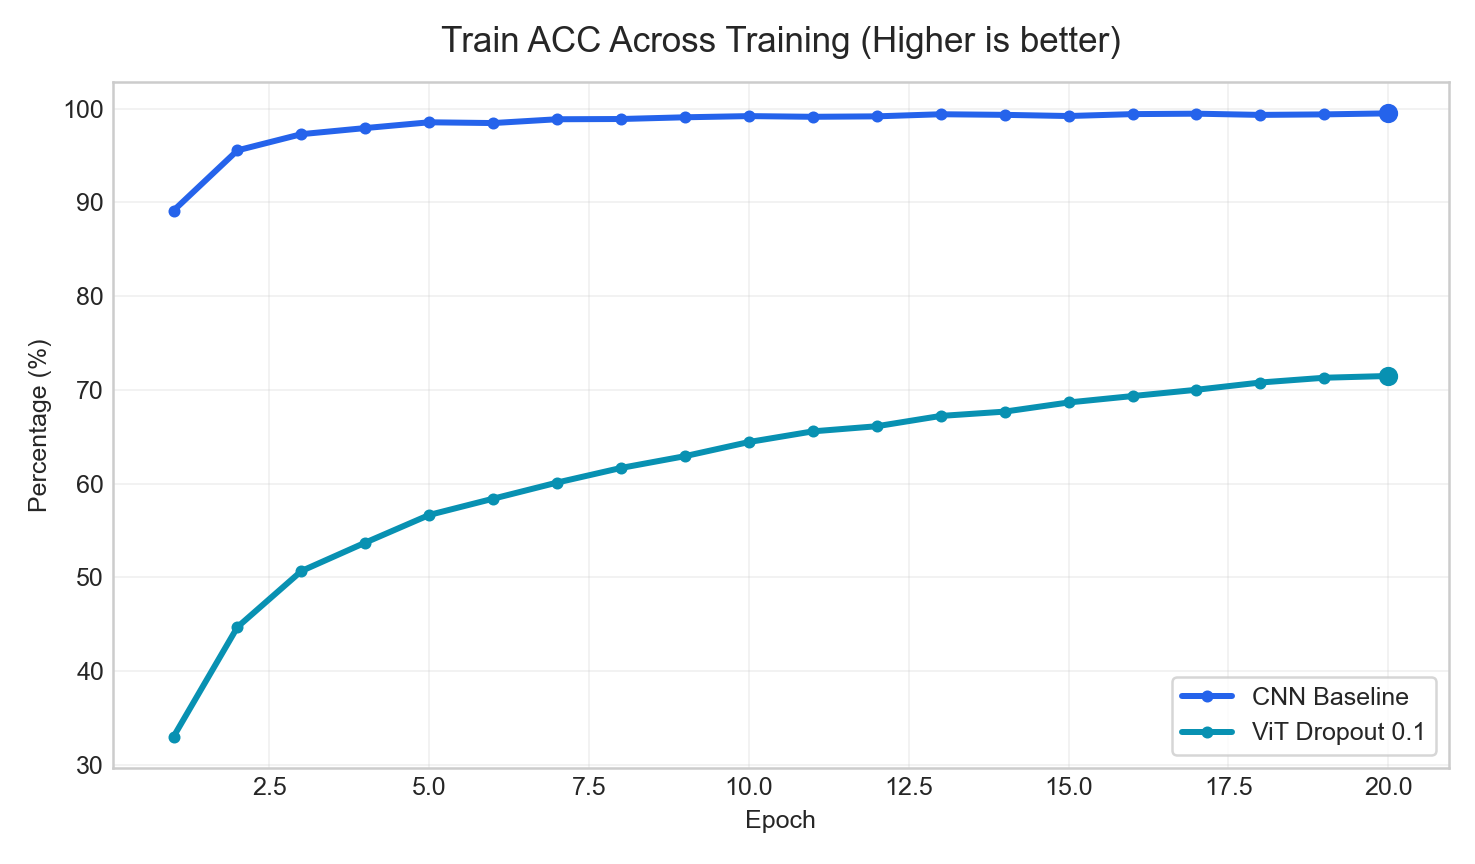 Train ACC Across Training (Higher is better)
100
90
80
70
60
50
40
30
Percentage (%)
2.5 5.0 7.5 10.0 12.5 15.0 17.5 20.0
Epoch
CNN Baseline
ViT Dropout 0.1